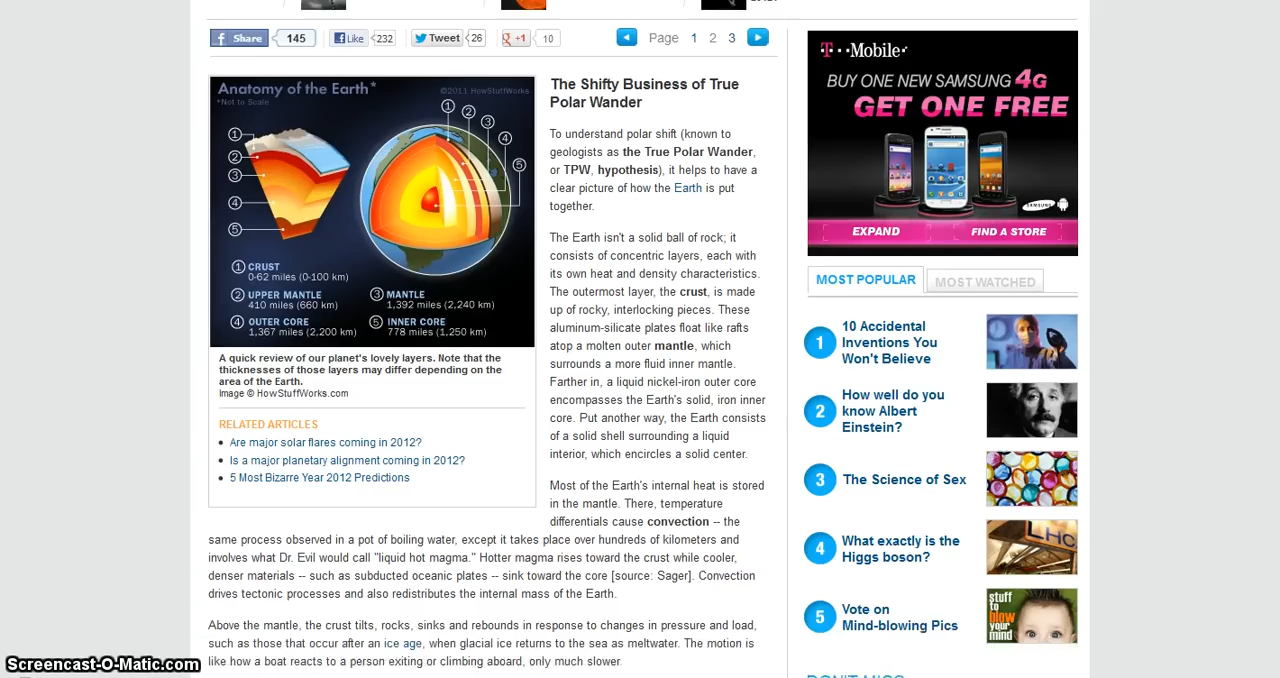 Share 145 Like 232 Tweet 26 +1 10 Page 1 2 3
Anatomy of the Earth*
*Not to Scale
©2011 HowStuffWorks
1
2
3
4
5
1
2
3
4
5
1 CRUST
0-62 miles (0-100 km)
2 UPPER MANTLE
410 miles (660 km)
3 MANTLE
1,392 miles (2,240 km)
4 OUTER CORE
1,367 miles (2,200 km)
5 INNER CORE
778 miles (1,250 km)
A quick review of our planet's lovely layers. Note that the
thicknesses of those layers may differ depending on the
area of the Earth.
Image © HowStuffWorks.com
RELATED ARTICLES
Are major solar flares coming in 2012?
Is a major planetary alignment coming in 2012?
5 Most Bizarre Year 2012 Predictions
The Shifty Business of True
Polar Wander
To understand polar shift (known to
geologists as the True Polar Wander,
or TPW, hypothesis), it helps to have a
clear picture of how the Earth is put
together.
The Earth isn't a solid ball of rock; it
consists of concentric layers, each with
its own heat and density characteristics.
The outermost layer, the crust, is made
up of rocky, interlocking pieces. These
aluminum-silicate plates float like rafts
atop a molten outer mantle, which
surrounds a more fluid inner mantle.
Farther in, a liquid nickel-iron outer core
encompasses the Earth's solid, iron inner
core. Put another way, the Earth consists
of a solid shell surrounding a liquid
interior, which encircles a solid center.
Most of the Earth's internal heat is stored
in the mantle. There, temperature
differentials cause convection -- the
same process observed in a pot of boiling water, except it takes place over hundreds of kilometers and
involves what Dr. Evil would call "liquid hot magma." Hotter magma rises toward the crust while cooler,
denser materials -- such as subducted oceanic plates -- sink toward the core [source: Sager]. Convection
drives tectonic processes and also redistributes the internal mass of the Earth.
Above the mantle, the crust tilts, rocks, sinks and rebounds in response to changes in pressure and load,
such as those that occur after an ice age, when glacial ice returns to the sea as meltwater. The motion is
like how a boat reacts to a person exiting or climbing aboard, only much slower.
T··Mobile·
BUY ONE NEW SAMSUNG 4G
GET ONE FREE
SAMSUNG
EXPAND
FIND A STORE
MOST POPULAR
MOST WATCHED
1 10 Accidental
Inventions You
Won't Believe
2 How well do you
know Albert
Einstein?
3 The Science of Sex
4 What exactly is the
Higgs boson?
LHC
5 Vote on
Mind-blowing Pics
stuff
to
blow
your
mind
Screencast-O-Matic.com